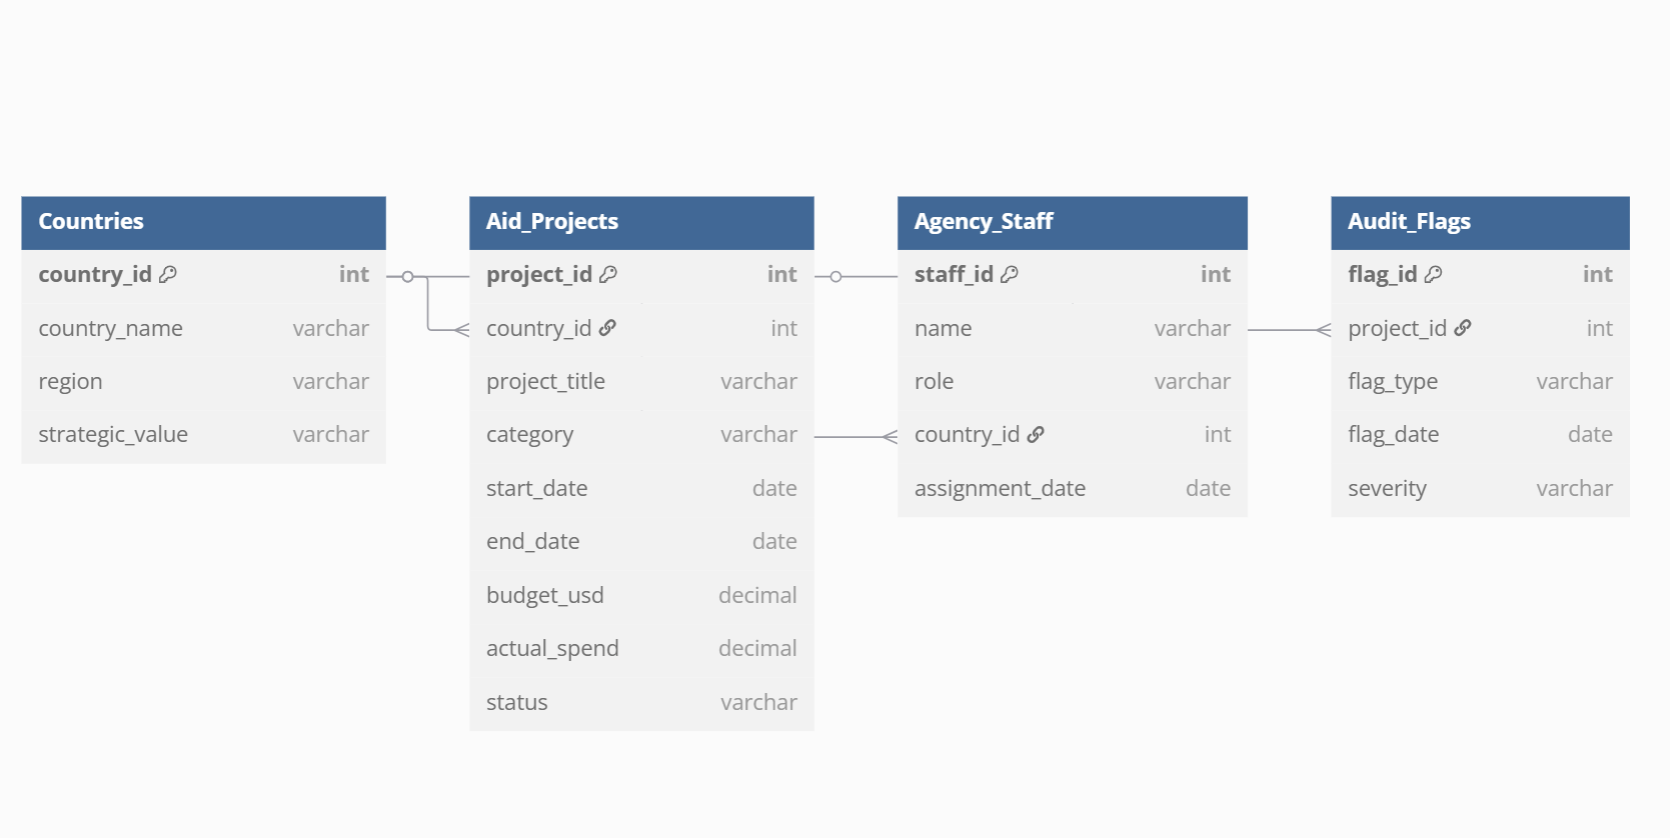 Countries
country_id int
country_name varchar
region varchar
strategic_value varchar
Aid_Projects
project_id int
country_id int
project_title varchar
category varchar
start_date date
end_date date
budget_usd decimal
actual_spend decimal
status varchar
Agency_Staff
staff_id int
name varchar
role varchar
country_id int
assignment_date date
Audit_Flags
flag_id int
project_id int
flag_type varchar
flag_date date
severity varchar